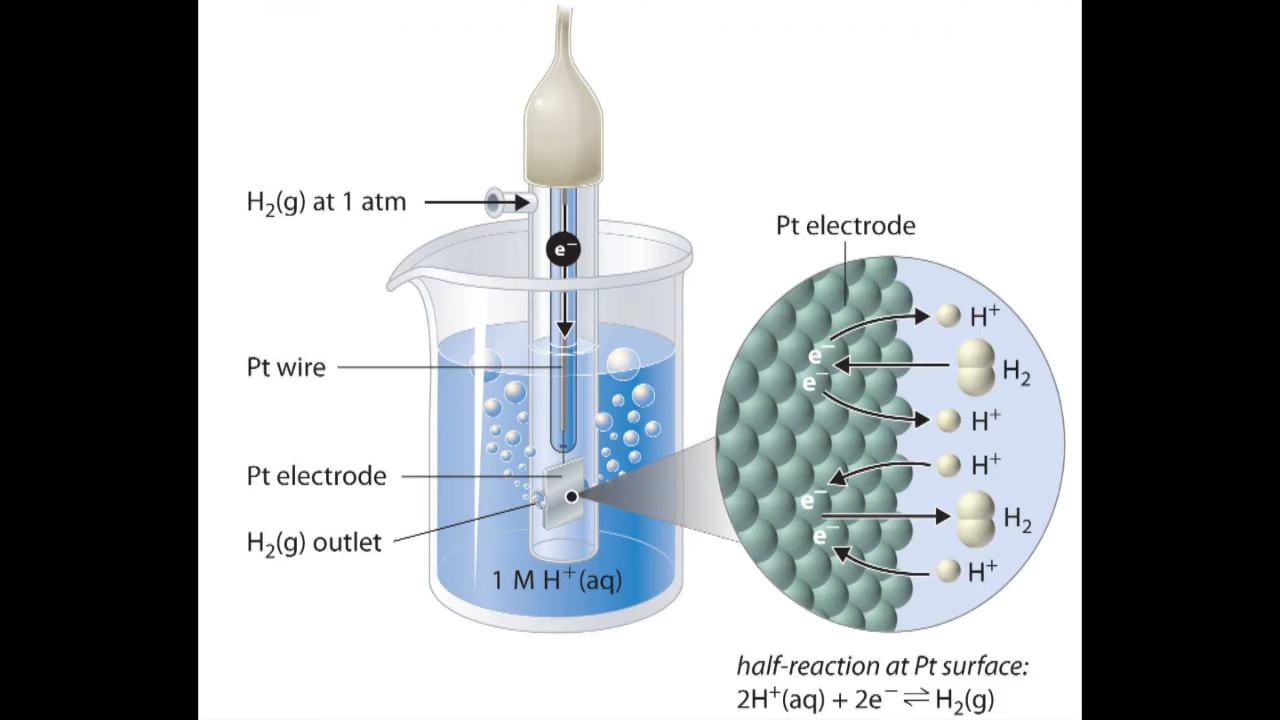 H₂(g) at 1 atm
e⁻
Pt wire
Pt electrode
H₂(g) outlet
1 M H⁺(aq)
Pt electrode
H⁺
e⁻
H₂
e⁻
H⁺
H⁺
e⁻
H₂
e⁻
H⁺
half-reaction at Pt surface:
2H⁺(aq) + 2e⁻ ⇌ H₂(g)